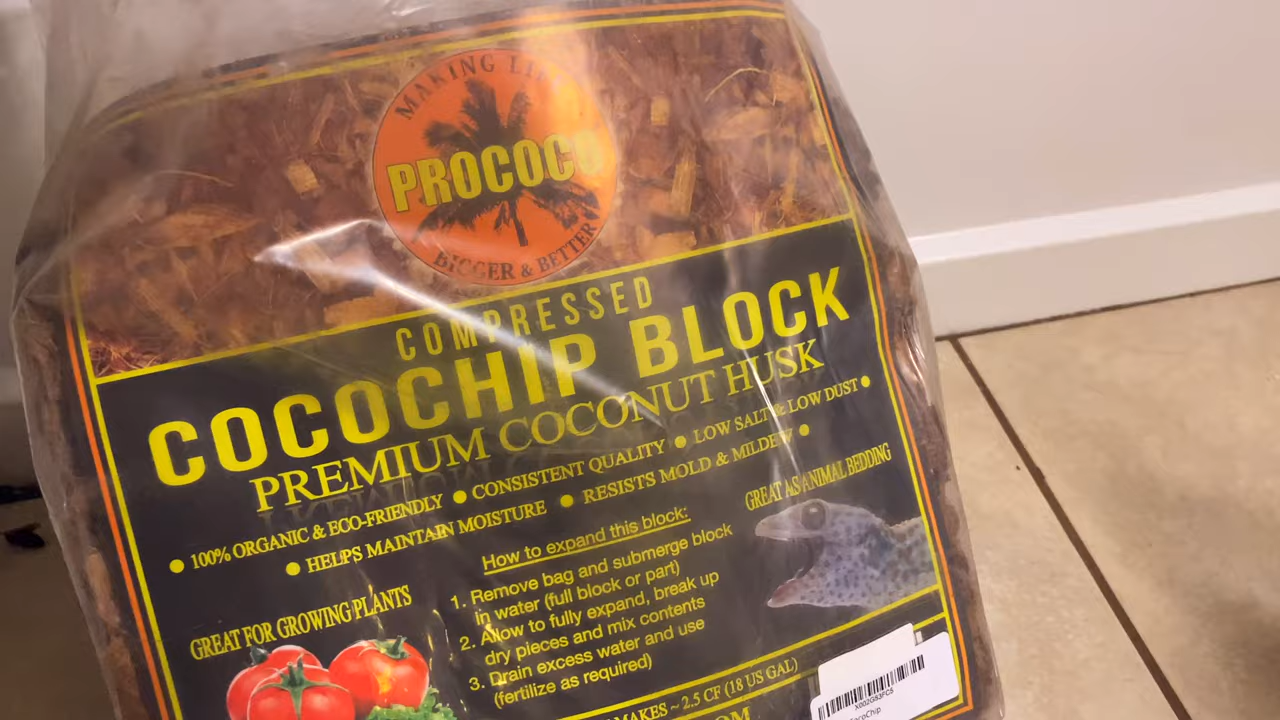 MAKING
PROCOCO
BIGGER & BETTER
COMPRESSED
COCOCHIP BLOCK
PREMIUM COCONUT HUSK
• 100% ORGANIC & ECO-FRIENDLY • CONSISTENT QUALITY • LOW SALT & LOW DUST •
• HELPS MAINTAIN MOISTURE • RESISTS MOLD & MILDEW •
GREAT AS ANIMAL BEDDING
How to expand this block:
1. Remove bag and submerge block
in water (full block or part)
2. Allow to fully expand, break up
dry pieces and mix contents
3. Drain excess water and use
(fertilize as required)
GREAT FOR GROWING PLANTS
MAKES ~ 2.5 CF (18 US GAL)